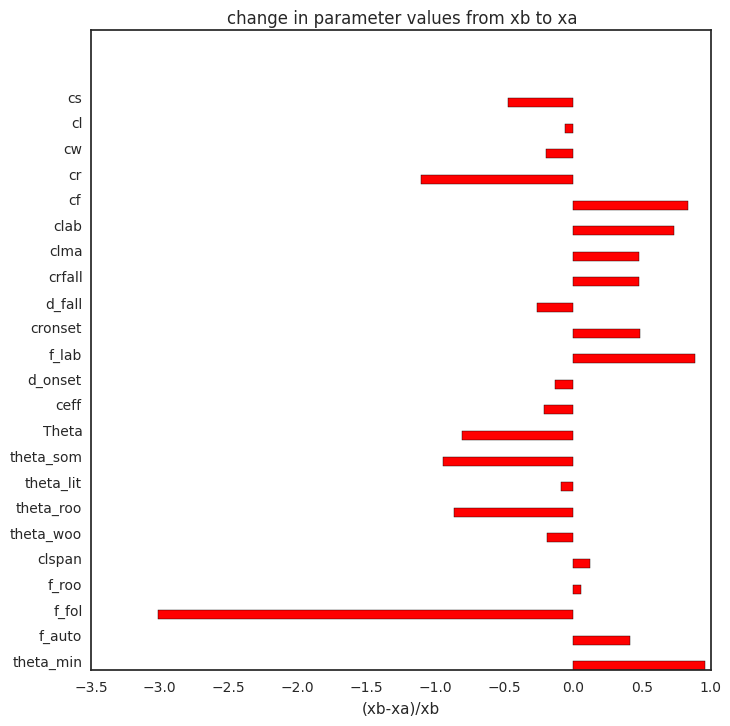 change in parameter values from xb to xa
cs
cl
cw
cr
cf
clab
clma
crfall
d_fall
cronset
f_lab
d_onset
ceff
Theta
theta_som
theta_lit
theta_roo
theta_woo
clspan
f_roo
f_fol
f_auto
theta_min
−3.5 −3.0 −2.5 −2.0 −1.5 −1.0 −0.5 0.0 0.5 1.0
(xb-xa)/xb